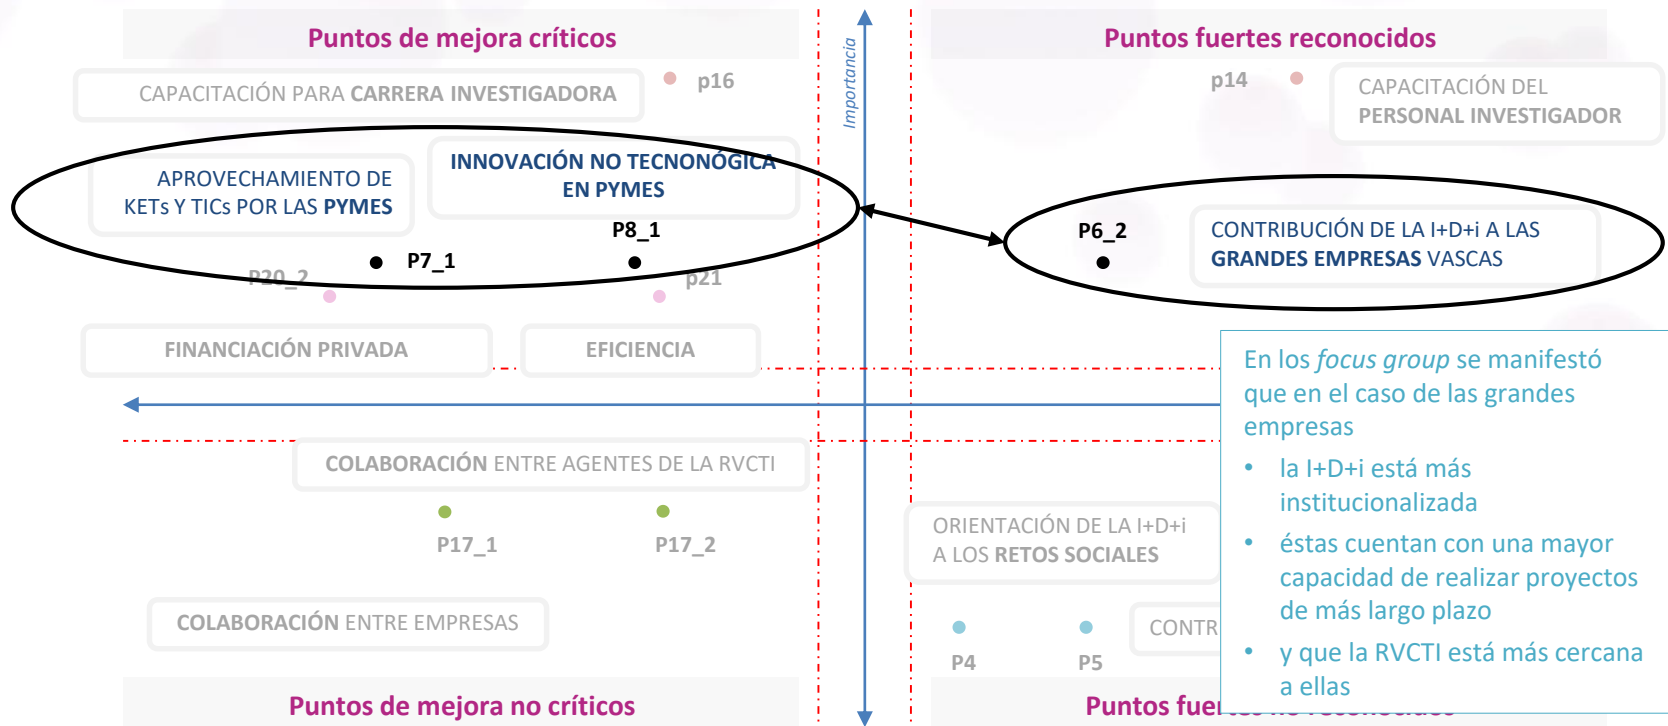 Puntos de mejora críticos
Puntos fuertes reconocidos
Importancia
CAPACITACIÓN PARA CARRERA INVESTIGADORA
p16
p14
CAPACITACIÓN DEL
PERSONAL INVESTIGADOR
APROVECHAMIENTO DE
KETs Y TICs POR LAS PYMES
INNOVACIÓN NO TECNONÓGICA
EN PYMES
P8_1
P7_1
P6_2
CONTRIBUCIÓN DE LA I+D+i A LAS
GRANDES EMPRESAS VASCAS
P20_2
p21
FINANCIACIÓN PRIVADA
EFICIENCIA
En los focus group se manifestó
que en el caso de las grandes
empresas
• la I+D+i está más
institucionalizada
• éstas cuentan con una mayor
capacidad de realizar proyectos
de más largo plazo
• y que la RVCTI está más cercana
a ellas
COLABORACIÓN ENTRE AGENTES DE LA RVCTI
P17_1
P17_2
ORIENTACIÓN DE LA I+D+i
A LOS RETOS SOCIALES
COLABORACIÓN ENTRE EMPRESAS
CONTR
P4
P5
Puntos de mejora no críticos
Puntos fuertes no reconocidos